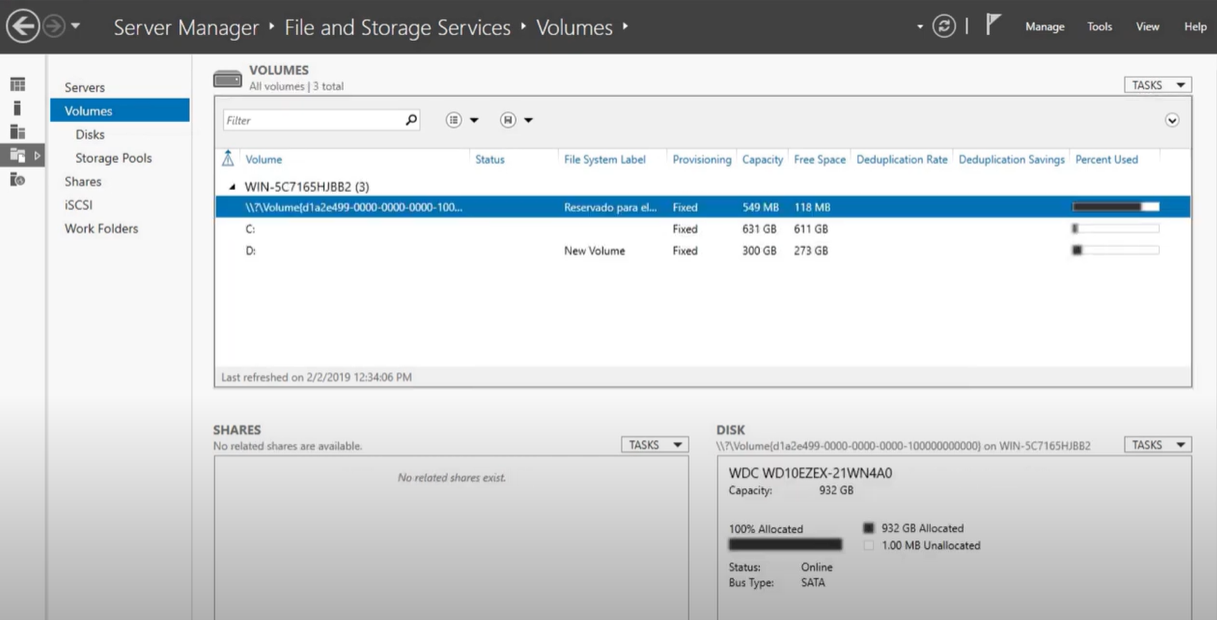 Server Manager ‣ File and Storage Services ‣ Volumes ‣
Manage Tools View Help
Servers
Volumes
Disks
Storage Pools
Shares
iSCSI
Work Folders
VOLUMES
All volumes | 3 total
TASKS
Filter
Volume Status File System Label Provisioning Capacity Free Space Deduplication Rate Deduplication Savings Percent Used
WIN-5C7165HJBB2 (3)
\\?\Volume{d1a2e499-0000-0000-0000-100... Reservado para el... Fixed 549 MB 118 MB
C: Fixed 631 GB 611 GB
D: New Volume Fixed 300 GB 273 GB
Last refreshed on 2/2/2019 12:34:06 PM
SHARES
No related shares are available.
TASKS
No related shares exist.
DISK
\\?\Volume{d1a2e499-0000-0000-0000-100000000000} on WIN-5C7165HJBB2
TASKS
WDC WD10EZEX-21WN4A0
Capacity: 932 GB
100% Allocated
932 GB Allocated
1.00 MB Unallocated
Status: Online
Bus Type: SATA